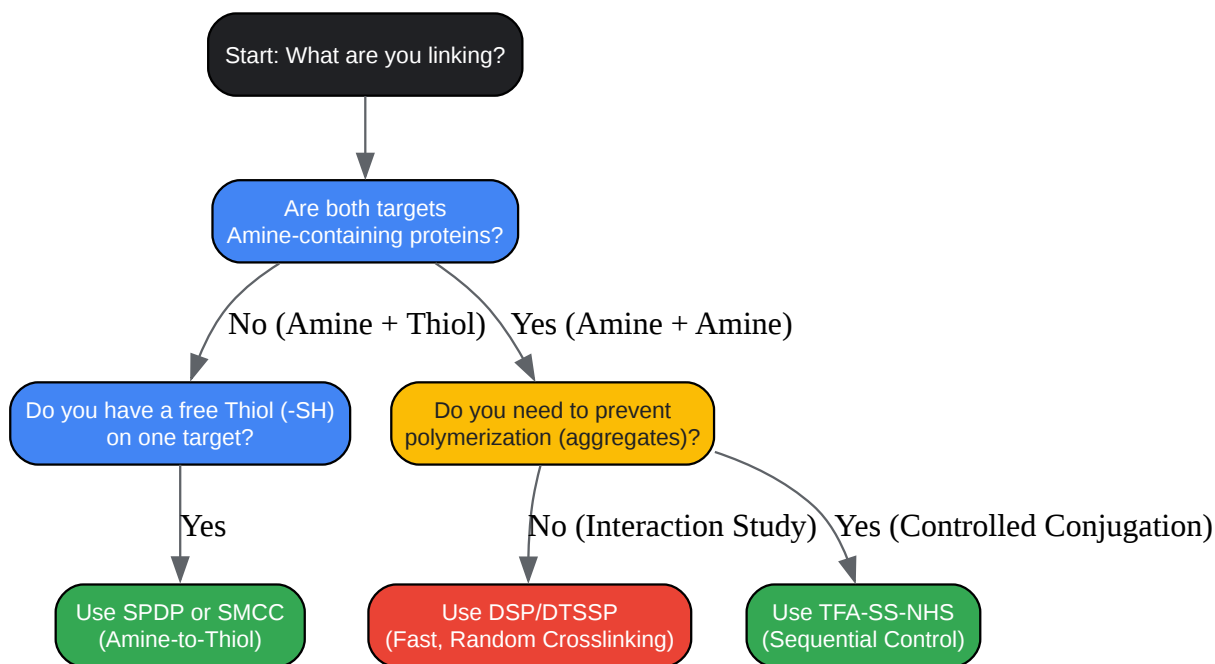 Start: What are you linking?
Are both targets
Amine-containing proteins?
No (Amine + Thiol)
Yes (Amine + Amine)
Do you have a free Thiol (-SH)
on one target?
Do you need to prevent
polymerization (aggregates)?
Yes
No (Interaction Study)
Yes (Controlled Conjugation)
Use SPDP or SMCC
(Amine-to-Thiol)
Use DSP/DTSSP
(Fast, Random Crosslinking)
Use TFA-SS-NHS
(Sequential Control)